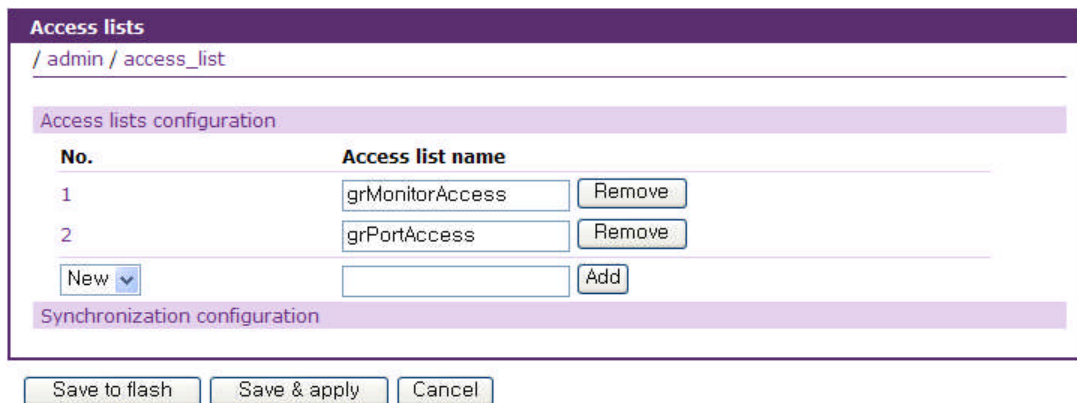 Access lists
/ admin / access_list
Access lists configuration
No. Access list name
1 grMonitorAccess Remove
2 grPortAccess Remove
New Add
Synchronization configuration
Save to flash Save & apply Cancel